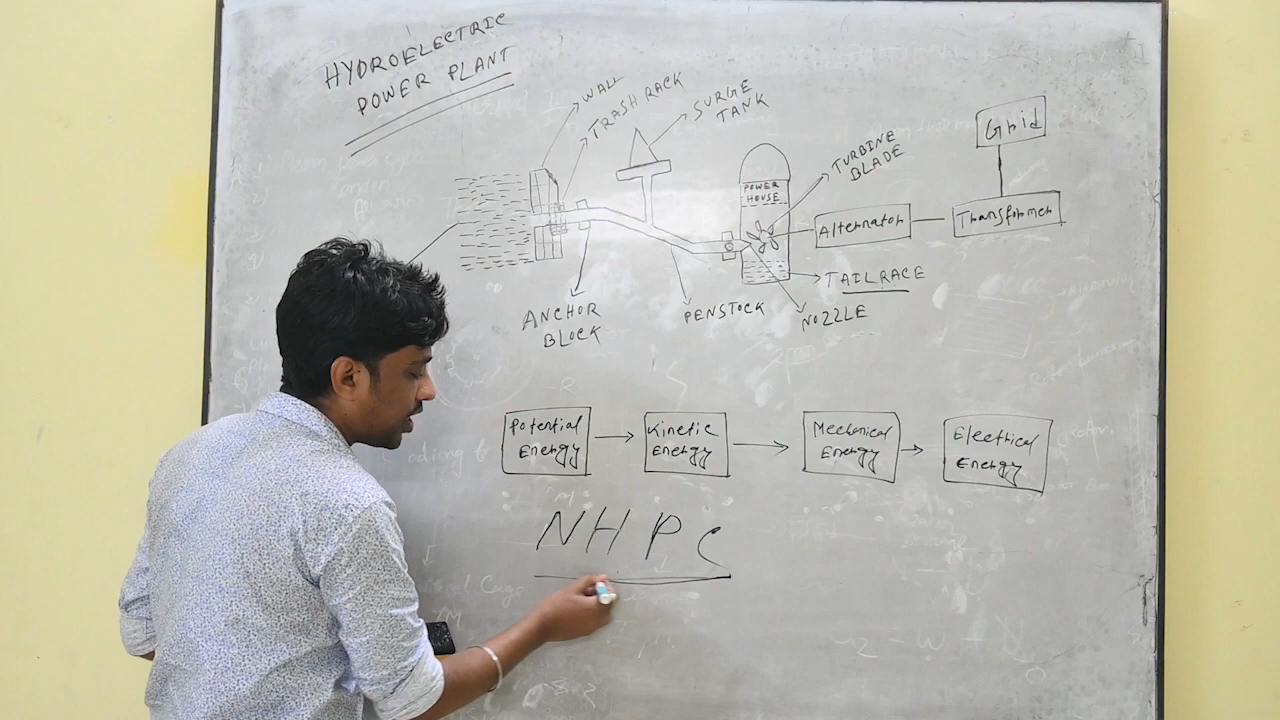 HYDROELECTRIC
POWER PLANT
WALL
TRASH RACK
SURGE
TANK
POWER
HOUSE
TURBINE
BLADE
Grid
Alternator
Transformer
TAIL RACE
NOZZLE
PENSTOCK
ANCHOR
BLOCK
Potential
Energy
Kinetic
Energy
Mechanical
Energy
Electrical
Energy
NHPC